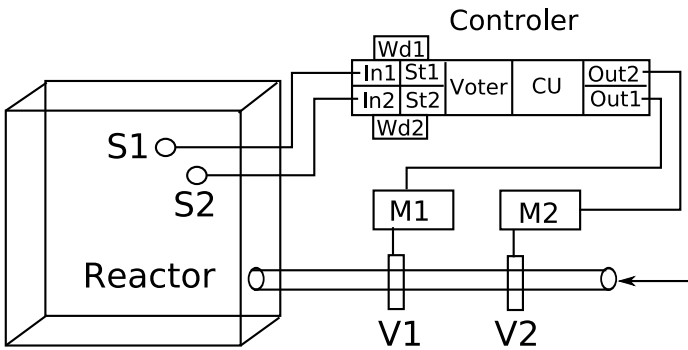 Controler
Wd1
In1 St1 Voter CU Out2
In2 St2 Out1
Wd2
S1
S2
M1 M2
Reactor
V1 V2